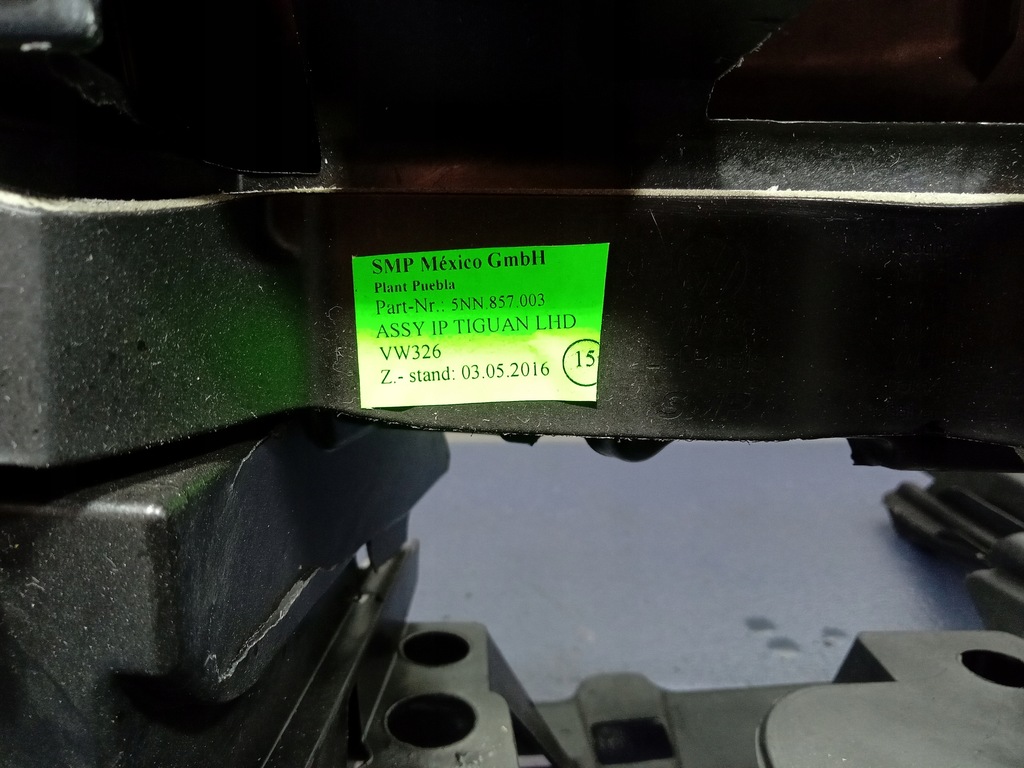 SMP México GmbH
Plant Puebla
Part-Nr.: 5NN.857.003
ASSY IP TIGUAN LHD
VW326
Z.- stand: 03.05.2016
15